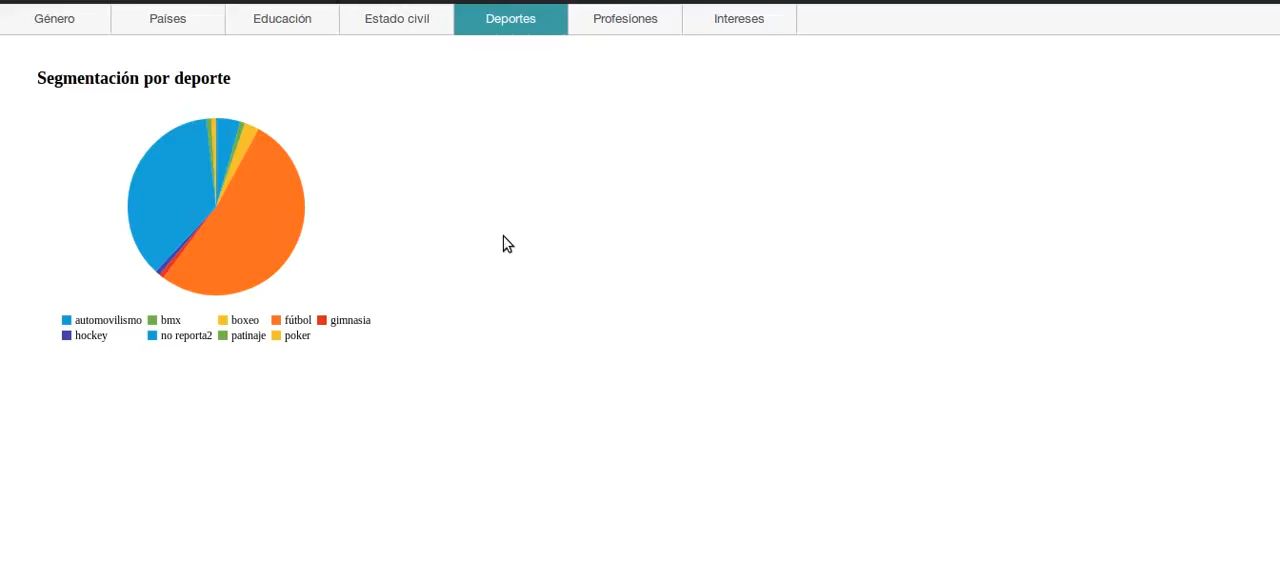 Género Países Educación Estado civil Deportes Profesiones Intereses
Segmentación por deporte
automovilismo bmx boxeo fútbol gimnasia
hockey no reporta2 patinaje poker